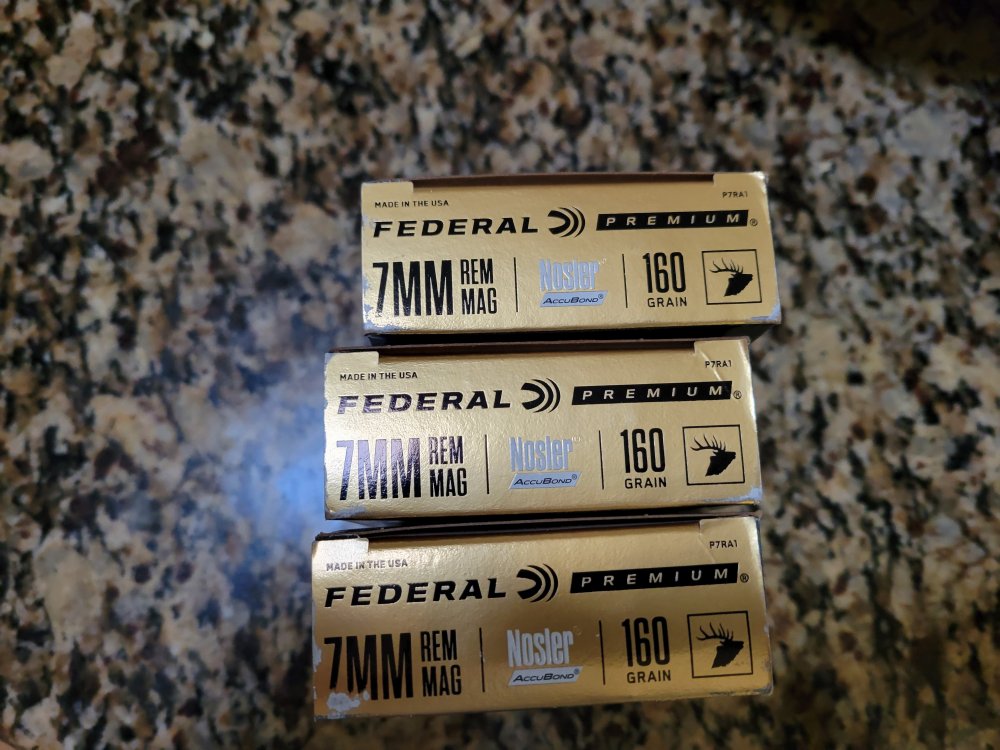 MADE IN THE USA P7RA1
FEDERAL PREMIUM®
7MM REM MAG Nosler® AccuBond® 160 GRAIN
MADE IN THE USA P7RA1
FEDERAL PREMIUM®
7MM REM MAG Nosler® AccuBond® 160 GRAIN
MADE IN THE USA P7RA1
FEDERAL PREMIUM®
7MM REM MAG Nosler AccuBond® 160 GRAIN